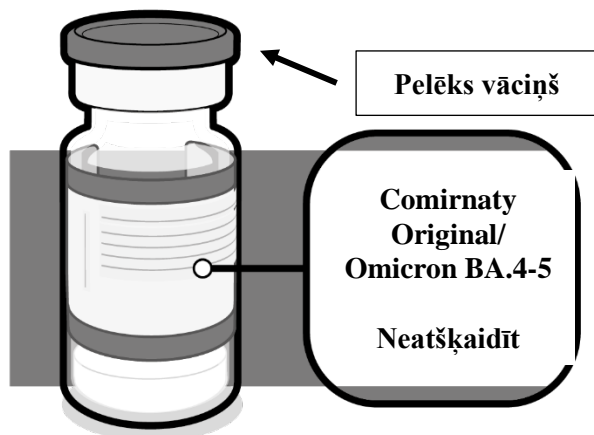 Pelēks vāciņš
Comirnaty
Original/
Omicron BA.4-5
Neatšķaidīt